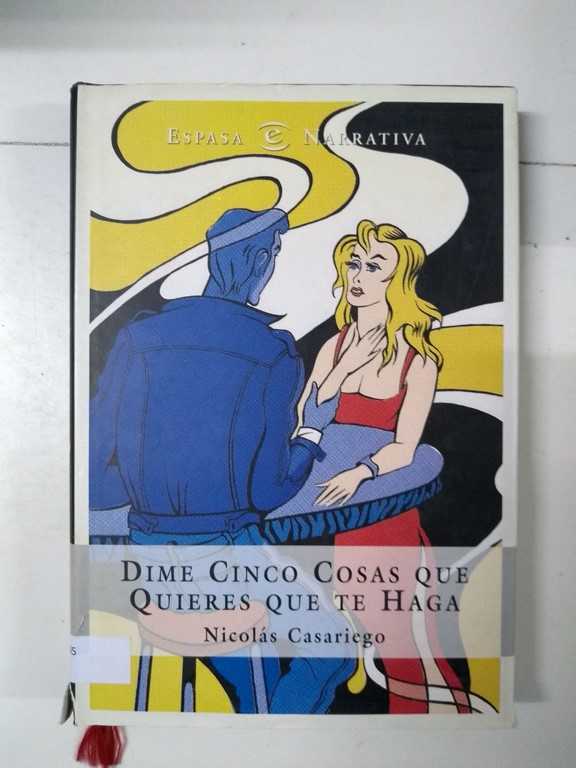 ESPASA e NARRATIVA
DIME CINCO COSAS QUE
QUIERES QUE TE HAGA
Nicolás Casariego